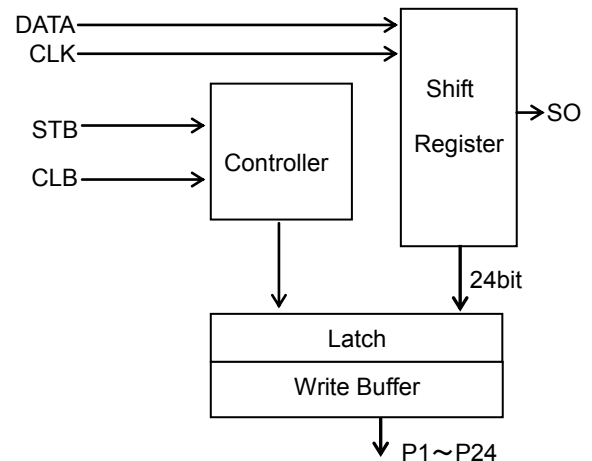 DATA
CLK
Shift
Register
SO
STB
CLB
Controller
24bit
Latch
Write Buffer
P1～P24